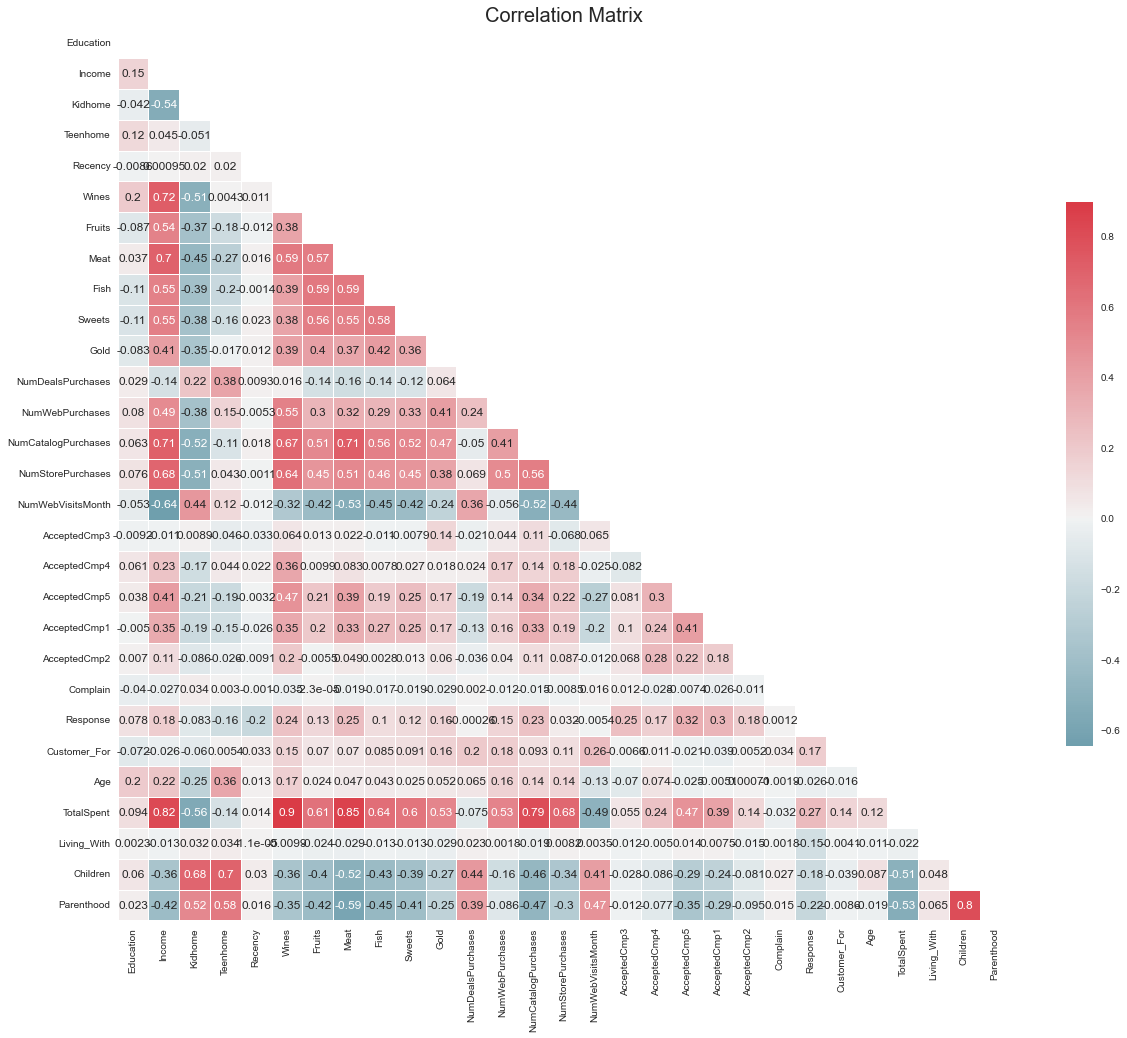 Correlation Matrix
Education
Income 0.15
Kidhome -0.042 -0.54
Teenhome 0.12 0.045 -0.051
Recency -0.0086 0.00095 0.02 0.02
Wines 0.2 0.72 -0.51 0.0043 0.011
Fruits -0.087 0.54 -0.37 -0.18 -0.012 0.38
Meat 0.037 0.7 -0.45 -0.27 0.016 0.59 0.57
Fish -0.11 0.55 -0.39 -0.2 -0.0014 0.39 0.59 0.59
Sweets -0.11 0.55 -0.38 -0.16 0.023 0.38 0.56 0.55 0.58
Gold -0.083 0.41 -0.35 -0.017 0.012 0.39 0.4 0.37 0.42 0.36
NumDealsPurchases 0.029 -0.14 0.22 0.38 0.0093 0.016 -0.14 -0.16 -0.14 -0.12 0.064
NumWebPurchases 0.08 0.49 -0.38 0.15 -0.0053 0.55 0.3 0.32 0.29 0.33 0.41 0.24
NumCatalogPurchases 0.063 0.71 -0.52 -0.11 0.018 0.67 0.51 0.71 0.56 0.52 0.47 -0.05 0.41
NumStorePurchases 0.076 0.68 -0.51 0.043 -0.0011 0.64 0.45 0.51 0.46 0.45 0.38 0.069 0.5 0.56
NumWebVisitsMonth -0.053 -0.64 0.44 0.12 -0.012 -0.32 -0.42 -0.53 -0.45 -0.42 -0.24 0.36 -0.056 -0.52 -0.44
AcceptedCmp3 -0.0092 -0.011 0.0089 -0.046 -0.033 0.064 0.013 0.022 -0.011 -0.0079 0.14 -0.021 0.044 0.11 -0.068 0.065
AcceptedCmp4 0.061 0.23 -0.17 0.044 0.022 0.36 0.0099 0.083 0.0078 0.027 0.018 0.024 0.17 0.14 0.18 -0.025 -0.082
AcceptedCmp5 0.038 0.41 -0.21 -0.19 -0.0032 0.47 0.21 0.39 0.19 0.25 0.17 -0.19 0.14 0.34 0.22 -0.27 0.081 0.3
AcceptedCmp1 -0.005 0.35 -0.19 -0.15 -0.026 0.35 0.2 0.33 0.27 0.25 0.17 -0.13 0.16 0.33 0.19 -0.2 0.1 0.24 0.41
AcceptedCmp2 0.007 0.11 -0.086 -0.026 -0.0091 0.2 -0.0055 0.049 0.0028 0.013 0.06 -0.036 0.04 0.11 0.087 -0.012 0.068 0.28 0.22 0.18
Complain -0.04 -0.027 0.034 0.003 -0.001 -0.035 -2.3e-05 -0.019 -0.017 -0.019 -0.029 0.002 -0.012 -0.015 -0.0085 0.016 0.012 -0.028 -0.0074 -0.026 -0.011
Response 0.078 0.18 -0.083 -0.16 -0.2 0.24 0.13 0.25 0.1 0.12 0.16 -0.00026 0.15 0.23 0.032 -0.0054 0.25 0.17 0.32 0.3 0.18 0.0012
Customer_For -0.072 -0.026 -0.06 0.0054 0.033 0.15 0.07 0.07 0.085 0.091 0.16 0.2 0.18 0.093 0.11 0.26 -0.0066 0.011 -0.021 -0.039 0.0052 0.034 0.17
Age 0.2 0.22 -0.25 0.36 0.013 0.17 0.024 0.047 0.043 0.025 0.052 0.065 0.16 0.14 0.14 -0.13 -0.07 0.074 -0.025 -0.0051 0.00071 -0.0019 -0.026 -0.016
TotalSpent 0.094 0.82 -0.56 -0.14 0.014 0.9 0.61 0.85 0.64 0.6 0.53 -0.075 0.53 0.79 0.68 -0.49 0.055 0.24 0.47 0.39 0.14 -0.032 0.27 0.14 0.12
Living_With 0.0023 -0.013 0.032 0.034 -1.1e-05 -0.0099 -0.024 -0.029 -0.013 -0.013 -0.029 0.023 0.0018 -0.019 0.0082 0.0035 -0.012 -0.005 0.014 0.0075 -0.015 -0.0018 -0.15 -0.0041 -0.011 -0.022
Children 0.06 -0.36 0.68 0.7 0.03 -0.36 -0.4 -0.52 -0.43 -0.39 -0.27 0.44 -0.16 -0.46 -0.34 0.41 -0.028 -0.086 -0.29 -0.24 -0.081 0.027 -0.18 -0.039 0.087 -0.51 0.048
Parenthood 0.023 -0.42 0.52 0.58 0.016 -0.35 -0.42 -0.59 -0.45 -0.41 -0.25 0.39 -0.086 -0.47 -0.3 0.47 -0.012 -0.077 -0.35 -0.29 -0.095 0.015 -0.22 -0.0086 -0.019 -0.53 0.065 0.8
Education Income Kidhome Teenhome Recency Wines Fruits Meat Fish Sweets Gold NumDealsPurchases NumWebPurchases NumCatalogPurchases NumStorePurchases NumWebVisitsMonth AcceptedCmp3 AcceptedCmp4 AcceptedCmp5 AcceptedCmp1 AcceptedCmp2 Complain Response Customer_For Age TotalSpent Living_With Children Parenthood
0.8
0.6
0.4
0.2
0.0
−0.2
−0.4
−0.6